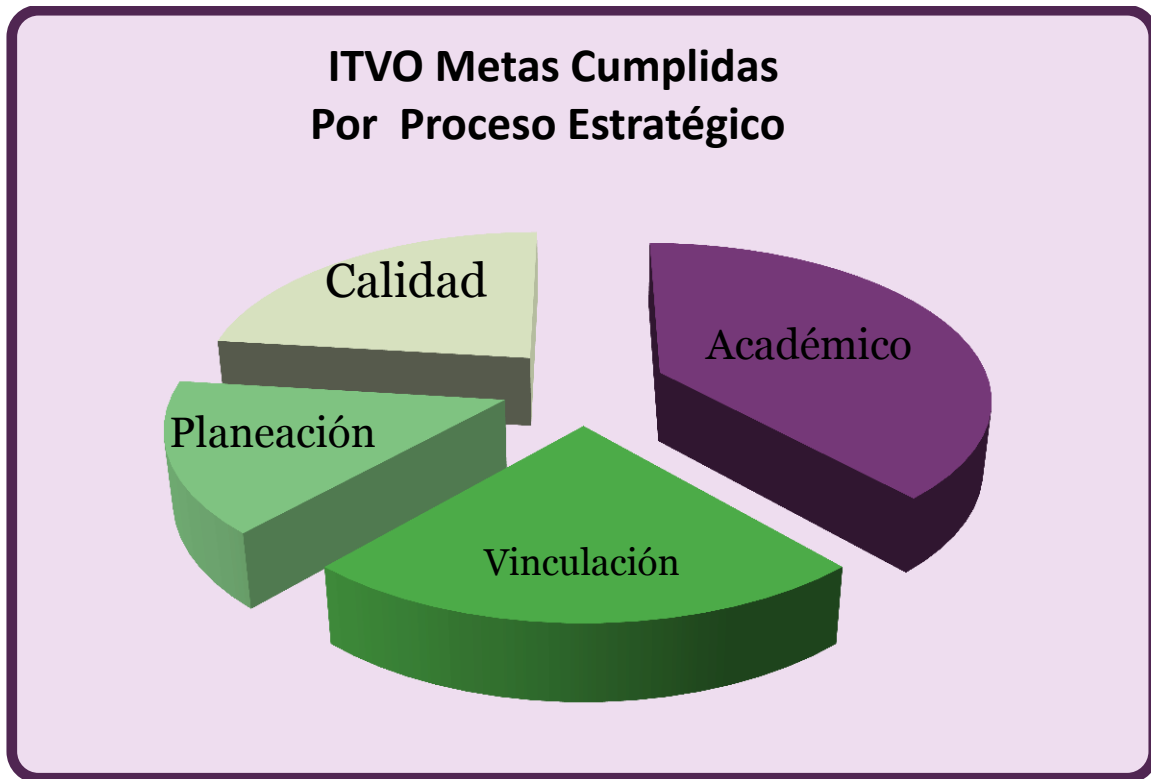 ITVO Metas Cumplidas
Por Proceso Estratégico
Calidad
Académico
Planeación
Vinculación